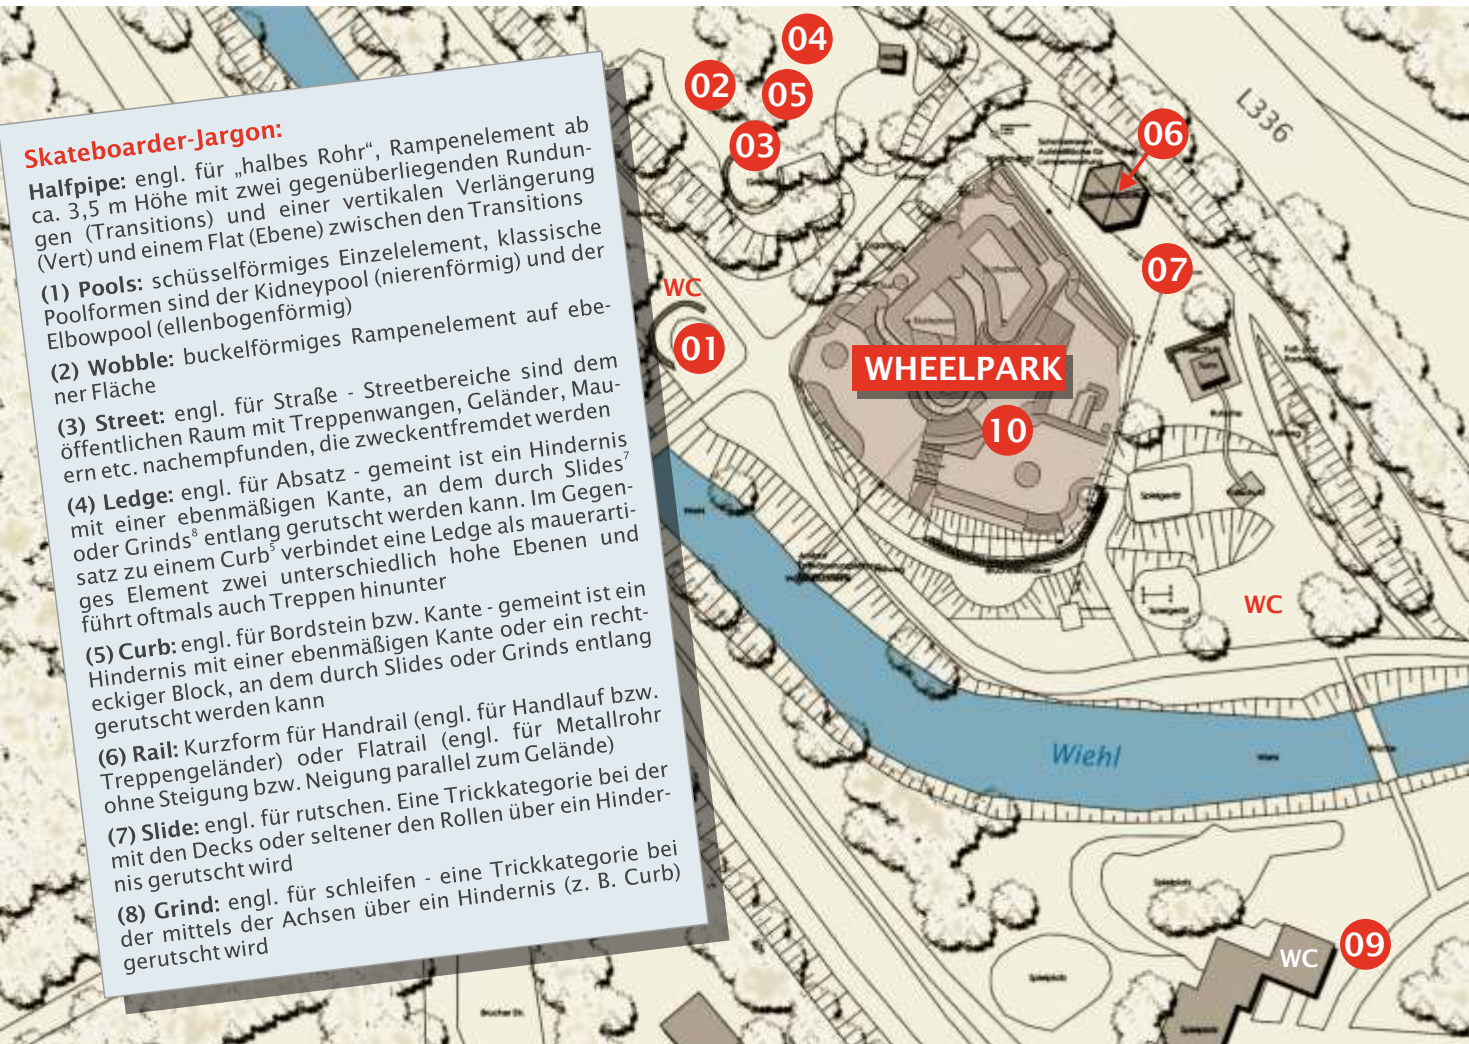 Skateboarder-Jargon:
Halfpipe: engl. für „halbes Rohr“, Rampenelement ab
ca. 3,5 m Höhe mit zwei gegenüberliegenden Rundun-
gen (Transitions) und einer vertikalen Verlängerung
(Vert) und einem Flat (Ebene) zwischen den Transitions
(1) Pools: schüsselförmiges Einzelelement, klassische
Poolformen sind der Kidneypool (nierenförmig) und der
Elbowpool (ellenbogenförmig)
(2) Wobble: buckelförmiges Rampenelement auf ebe-
ner Fläche
(3) Street: engl. für Straße - Streetbereiche sind dem
öffentlichen Raum mit Treppenwangen, Geländer, Mau-
ern etc. nachempfunden, die zweckentfremdet werden
(4) Ledge: engl. für Absatz - gemeint ist ein Hindernis
mit einer ebenmäßigen Kante, an dem durch Slides⁷
oder Grinds⁸ entlang gerutscht werden kann. Im Gegen-
satz zu einem Curb⁵ verbindet eine Ledge als mauerarti-
ges Element zwei unterschiedlich hohe Ebenen und
führt oftmals auch Treppen hinunter
(5) Curb: engl. für Bordstein bzw. Kante - gemeint ist ein
Hindernis mit einer ebenmäßigen Kante oder ein recht-
eckiger Block, an dem durch Slides oder Grinds entlang
gerutscht werden kann
(6) Rail: Kurzform für Handrail (engl. für Handlauf bzw.
Treppengeländer) oder Flatrail (engl. für Metallrohr
ohne Steigung bzw. Neigung parallel zum Gelände)
(7) Slide: engl. für rutschen. Eine Trickkategorie bei der
mit den Decks oder seltener den Rollen über ein Hinder-
nis gerutscht wird
(8) Grind: engl. für schleifen - eine Trickkategorie bei
der mittels der Achsen über ein Hindernis (z. B. Curb)
gerutscht wird
04
02
05
03
06
L336
07
WC
01
WHEELPARK
10
Spielgerät
Spielgerät
WC
Wiehl
Spielplatz
Spielplatz
WC
09
Brucher Str.
Spielplatz